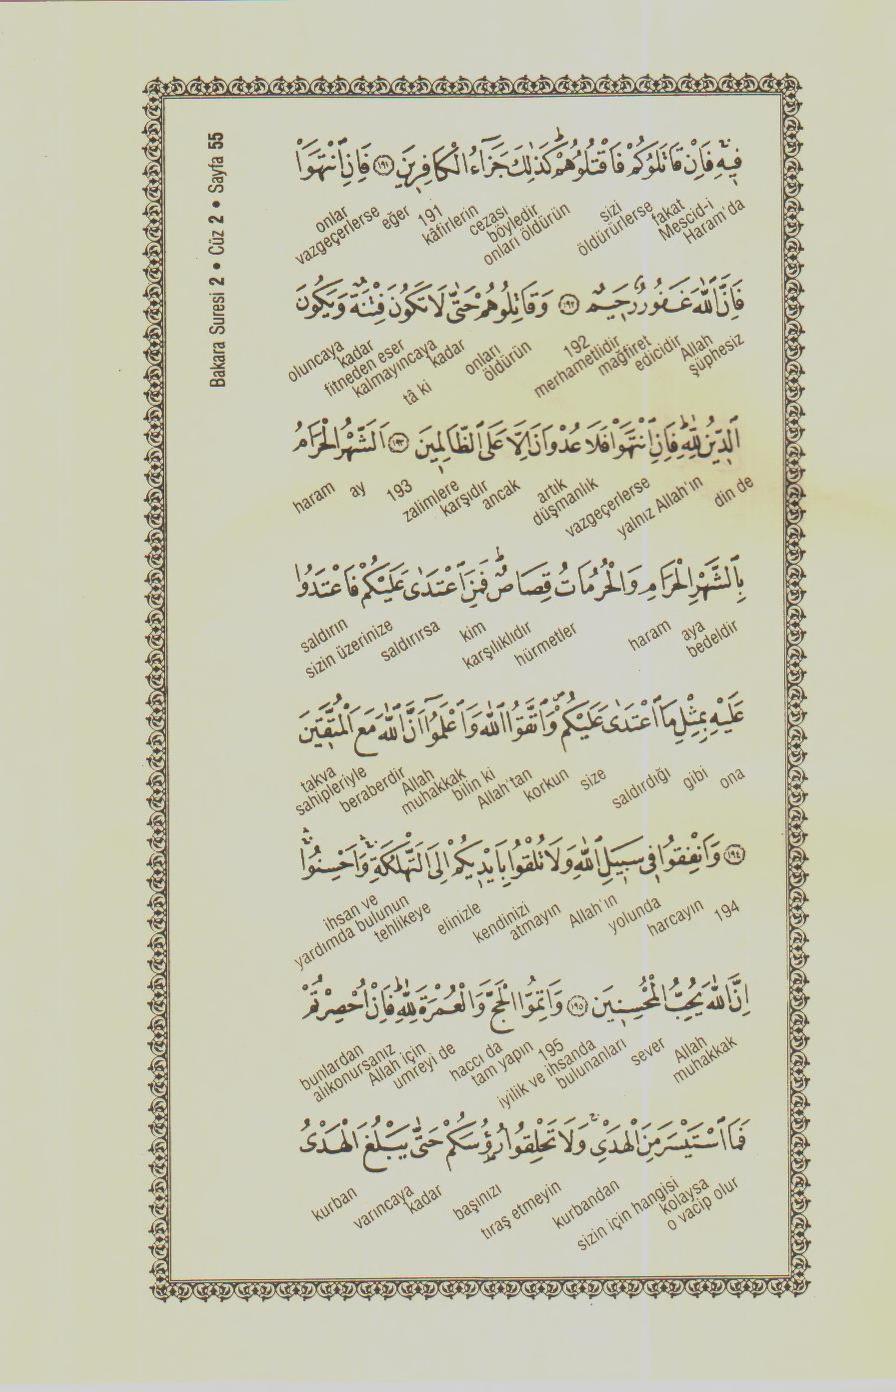 Bakara Suresi 2 • Cüz 2 • Sayfa 55
فِيهِ فَاِنْ قَاتَلُوكُمْ فَاقْتُلُوهُمْ كَذٰلِكَ جَزَٓاءُ الْكَافِرِينَ ﴿١٩١﴾ فَاِنِ انْتَهَوْا
Mescid-i Haram'da fakat sizi öldürürlerse onları öldürün böyledir cezası kâfirlerin 191 eğer onlar vazgeçerlerse
فَاِنَّ اللّٰهَ غَفُورٌ رَحِيمٌ ﴿١٩٢﴾ وَقَاتِلُوهُمْ حَتّٰى لَا تَكُونَ فِتْنَةٌ وَيَكُونَ
şüphesiz Allah mağfiret edicidir merhametlidir 192 onları öldürün tâ ki fitneden eser kalmayıncaya kadar oluncaya kadar
الدِّينُ لِلّٰهِ فَاِنِ انْتَهَوْا فَلَا عُدْوَانَ اِلَّا عَلَى الظَّالِمِينَ ﴿١٩٣﴾ اَلشَّهْرُ الْحَرَامُ
din de yalnız Allah'ın vazgeçerlerse artık düşmanlık ancak zalimlere karşıdır 193 ay haram
بِالشَّهْرِ الْحَرَامِ وَالْحُرُمَاتُ قِصَاصٌ فَمَنِ اعْتَدٰى عَلَيْكُمْ فَاعْتَدُوا
aya bedeldir haram hürmetler karşılıklıdır kim saldırırsa sizin üzerinize saldırın
عَلَيْهِ بِمِثْلِ مَا اعْتَدٰى عَلَيْكُمْ وَاتَّقُوا اللّٰهَ وَاعْلَمُٓوا اَنَّ اللّٰهَ مَعَ الْمُتَّقِينَ
ona gibi saldırdığı size korkun Allah'tan bilin ki muhakkak Allah beraberdir takva sahipleriyle
﴿١٩٤﴾ وَاَنْفِقُوا فِي سَبِيلِ اللّٰهِ وَلَا تُلْقُوا بِاَيْدِيكُمْ اِلَى التَّهْلُكَةِ وَاَحْسِنُوا
194 harcayın yolunda Allah'ın atmayın kendinizi elinizle tehlikeye ihsan ve yardımda bulunun
اِنَّ اللّٰهَ يُحِبُّ الْمُحْسِنِينَ ﴿١٩٥﴾ وَاَتِمُّوا الْحَجَّ وَالْعُمْرَةَ لِلّٰهِ فَاِنْ اُحْصِرْتُمْ
muhakkak Allah sever iyilik ve ihsanda bulunanları 195 tam yapın haccı da umreyi de Allah için alıkonursanız bunlardan
فَمَا اسْتَيْسَرَ مِنَ الْهَدْيِ وَلَا تَحْلِقُوا رُؤُسَكُمْ حَتّٰى يَبْلُغَ الْهَدْيُ
o vacip olur kolaysa sizin için hangisi kurbandan tıraş etmeyin başınızı kadar varıncaya kurban